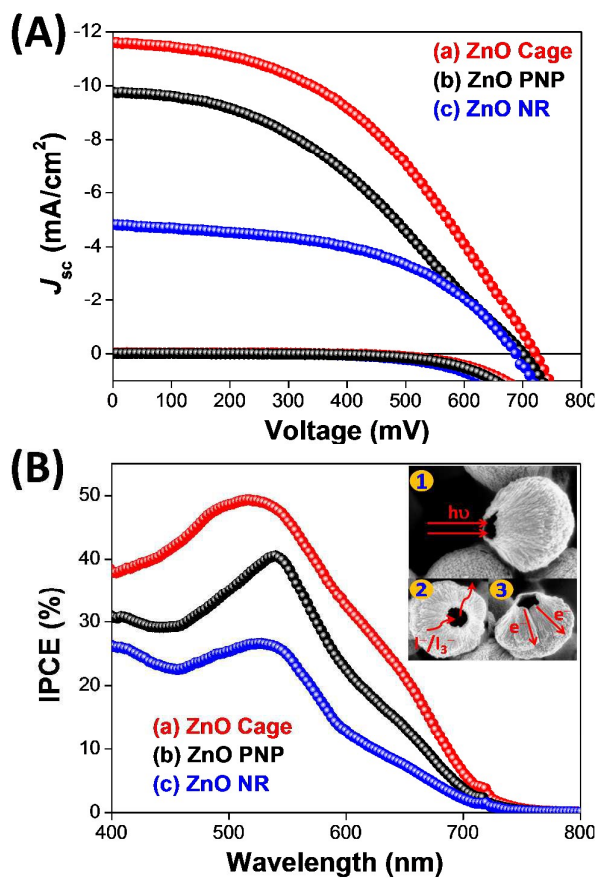 (A)
-12
-10
-8
-6
-4
-2
0
J_sc (mA/cm²)
(a) ZnO Cage
(b) ZnO PNP
(c) ZnO NR
0 100 200 300 400 500 600 700 800
Voltage (mV)
(B)
50
40
30
20
10
0
IPCE (%)
1
hυ
2
I⁻/I₃⁻
3
e⁻ e⁻
(a) ZnO Cage
(b) ZnO PNP
(c) ZnO NR
400 500 600 700 800
Wavelength (nm)